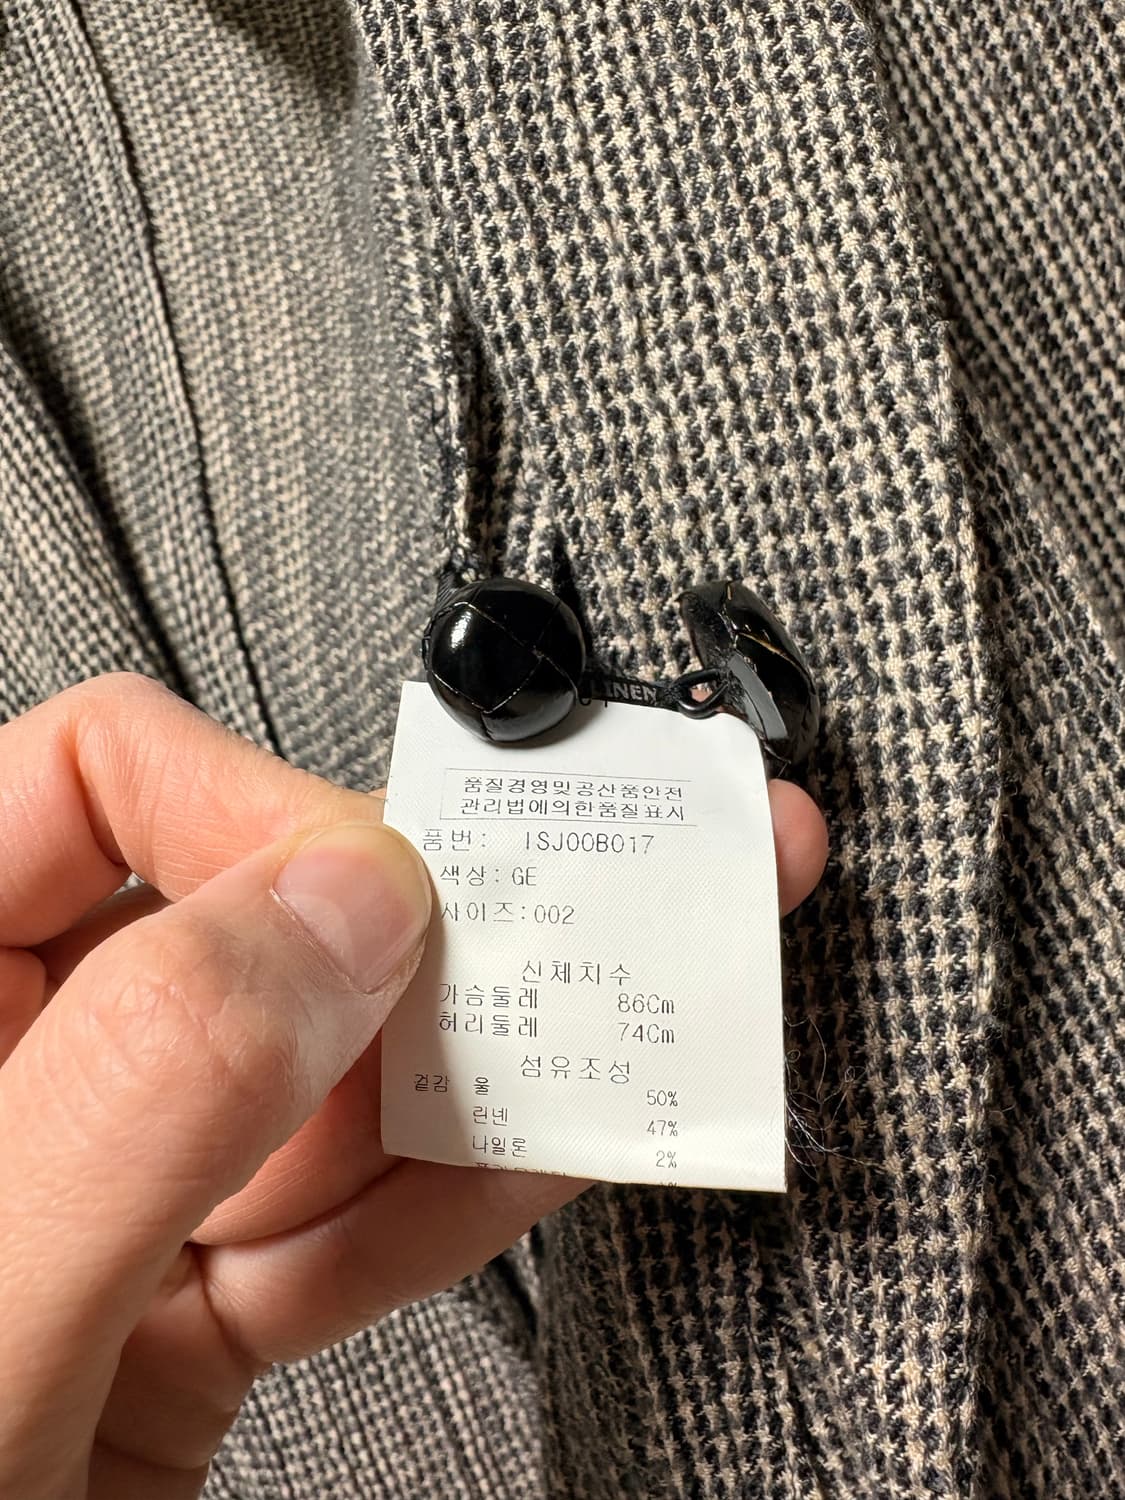 INEN
품질경영및공산품안전
관리법에의한품질표시
품번: ISJ00B017
색상:GE
사이즈:002
신체치수
가슴둘레 86Cm
허리둘레 74Cm
섬유조성
겉감 울 50%
린넨 47%
나일론 2%